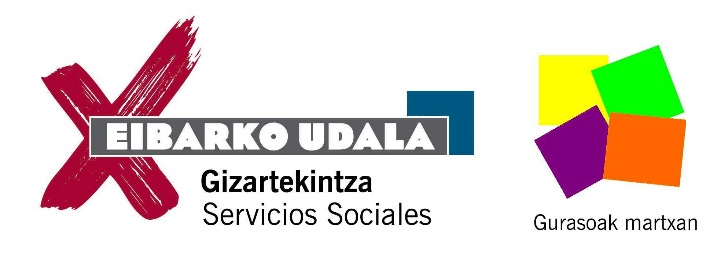 EIBARKO UDALA
Gizartekintza
Servicios Sociales
Gurasoak martxan